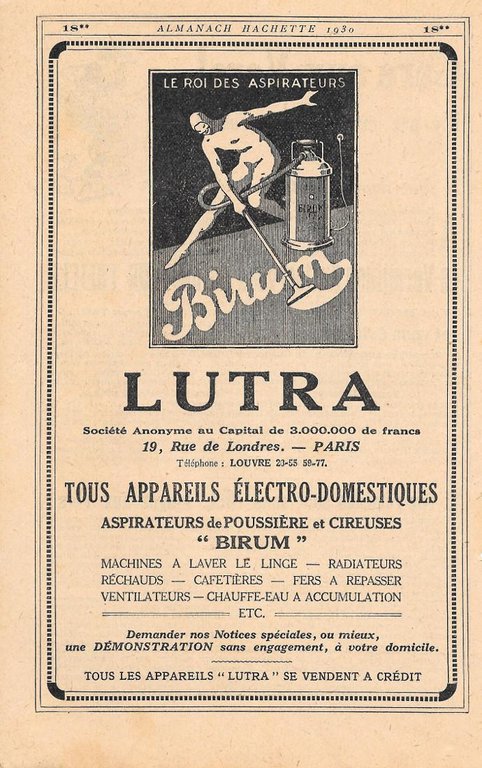 18** ALMANACH HACHETTE 1930 18**
LE ROI DES ASPIRATEURS
BIRUM
Birum
LUTRA
Société Anonyme au Capital de 3.000.000 de francs
19, Rue de Londres. — PARIS
Téléphone : LOUVRE 23-55 58-77.
TOUS APPAREILS ÉLECTRO-DOMESTIQUES
ASPIRATEURS de POUSSIÈRE et CIREUSES
“ BIRUM ”
MACHINES A LAVER LE LINGE — RADIATEURS
RÉCHAUDS — CAFETIÈRES — FERS A REPASSER
VENTILATEURS — CHAUFFE-EAU A ACCUMULATION
ETC.
Demander nos Notices spéciales, ou mieux,
une DÉMONSTRATION sans engagement, à votre domicile.
TOUS LES APPAREILS “ LUTRA ” SE VENDENT A CRÉDIT